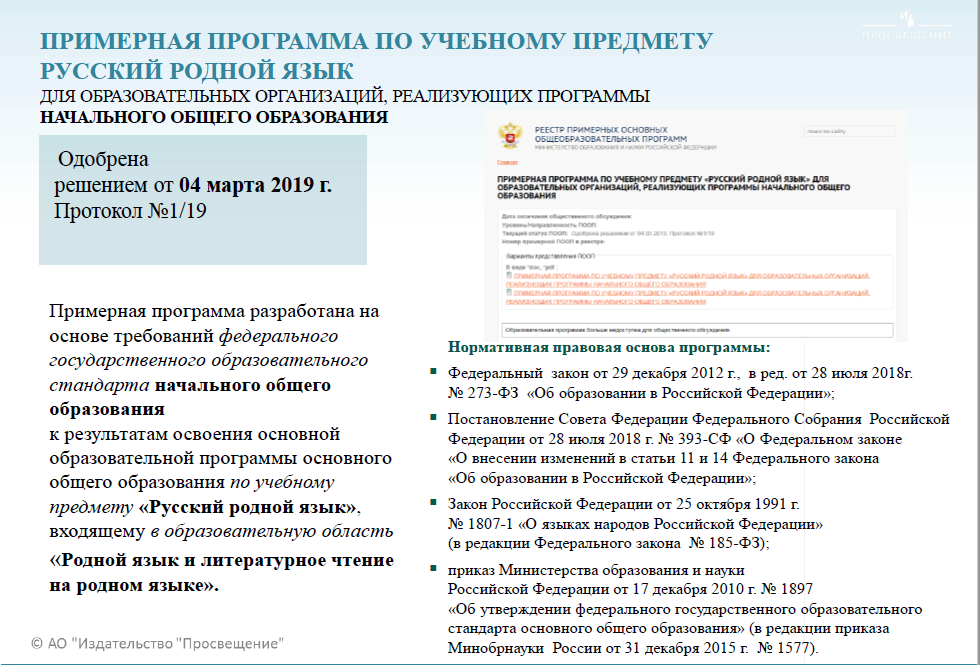 ПРОСВЕЩЕНИЕ
ПРИМЕРНАЯ ПРОГРАММА ПО УЧЕБНОМУ ПРЕДМЕТУ
РУССКИЙ РОДНОЙ ЯЗЫК
ДЛЯ ОБРАЗОВАТЕЛЬНЫХ ОРГАНИЗАЦИЙ, РЕАЛИЗУЮЩИХ ПРОГРАММЫ
НАЧАЛЬНОГО ОБЩЕГО ОБРАЗОВАНИЯ
Одобрена
решением от 04 марта 2019 г.
Протокол №1/19
РЕЕСТР ПРИМЕРНЫХ ОСНОВНЫХ
ОБЩЕОБРАЗОВАТЕЛЬНЫХ ПРОГРАММ
МИНИСТЕРСТВО ОБРАЗОВАНИЯ И НАУКИ РОССИЙСКОЙ ФЕДЕРАЦИИ
поиск по сайту
Главная
ПРИМЕРНАЯ ПРОГРАММА ПО УЧЕБНОМУ ПРЕДМЕТУ «РУССКИЙ РОДНОЙ ЯЗЫК» ДЛЯ
ОБРАЗОВАТЕЛЬНЫХ ОРГАНИЗАЦИЙ, РЕАЛИЗУЮЩИХ ПРОГРАММЫ НАЧАЛЬНОГО ОБЩЕГО
ОБРАЗОВАНИЯ
Дата окончания общественного обсуждения:
Уровень/Направленность ПООП:
Текущий статус ПООП: Одобрена решением от 04.03.2019, Протокол №1/19
Номер примерной ПООП в реестре:
Варианты представления ПООП
В виде *doc, *pdf :
ПРИМЕРНАЯ ПРОГРАММА ПО УЧЕБНОМУ ПРЕДМЕТУ «РУССКИЙ РОДНОЙ ЯЗЫК» ДЛЯ ОБРАЗОВАТЕЛЬНЫХ ОРГАНИЗАЦИЙ,
РЕАЛИЗУЮЩИХ ПРОГРАММЫ НАЧАЛЬНОГО ОБЩЕГО ОБРАЗОВАНИЯ
ПРИМЕРНАЯ ПРОГРАММА ПО УЧЕБНОМУ ПРЕДМЕТУ «РУССКИЙ РОДНОЙ ЯЗЫК» ДЛЯ ОБРАЗОВАТЕЛЬНЫХ ОРГАНИЗАЦИЙ,
РЕАЛИЗУЮЩИХ ПРОГРАММЫ НАЧАЛЬНОГО ОБЩЕГО ОБРАЗОВАНИЯ
Образовательная программа больше недоступна для общественного обсуждения.
Примерная программа разработана на
основе требований федерального
государственного образовательного
стандарта начального общего
образования
к результатам освоения основной
образовательной программы основного
общего образования по учебному
предмету «Русский родной язык»,
входящему в образовательную область
«Родной язык и литературное чтение
на родном языке».
Нормативная правовая основа программы:
Федеральный закон от 29 декабря 2012 г., в ред. от 28 июля 2018г.
№ 273-ФЗ «Об образовании в Российской Федерации»;
Постановление Совета Федерации Федерального Собрания Российской
Федерации от 28 июля 2018 г. № 393-СФ «О Федеральном законе
«О внесении изменений в статьи 11 и 14 Федерального закона
«Об образовании в Российской Федерации»;
Закон Российской Федерации от 25 октября 1991 г.
№ 1807-1 «О языках народов Российской Федерации»
(в редакции Федерального закона № 185-ФЗ);
приказ Министерства образования и науки
Российской Федерации от 17 декабря 2010 г. № 1897
«Об утверждении федерального государственного образовательного
стандарта основного общего образования» (в редакции приказа
Минобрнауки России от 31 декабря 2015 г. № 1577).
© АО "Издательство "Просвещение"